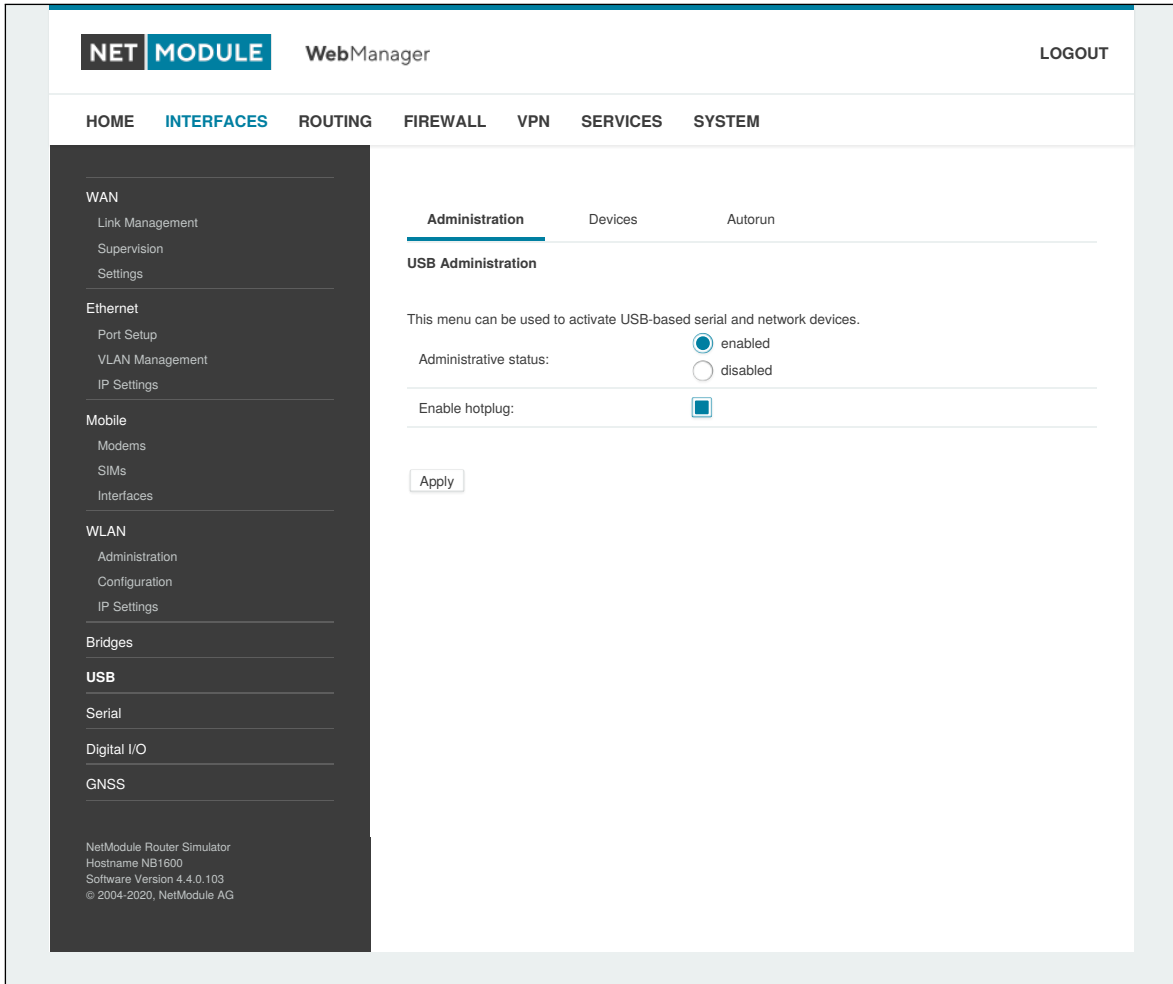 NET MODULE WebManager LOGOUT
HOME INTERFACES ROUTING FIREWALL VPN SERVICES SYSTEM
WAN
Link Management
Supervision
Settings
Ethernet
Port Setup
VLAN Management
IP Settings
Mobile
Modems
SIMs
Interfaces
WLAN
Administration
Configuration
IP Settings
Bridges
USB
Serial
Digital I/O
GNSS
NetModule Router Simulator
Hostname NB1600
Software Version 4.4.0.103
© 2004-2020, NetModule AG
Administration Devices Autorun
USB Administration
This menu can be used to activate USB-based serial and network devices.
Administrative status:
enabled
disabled
Enable hotplug:
Apply